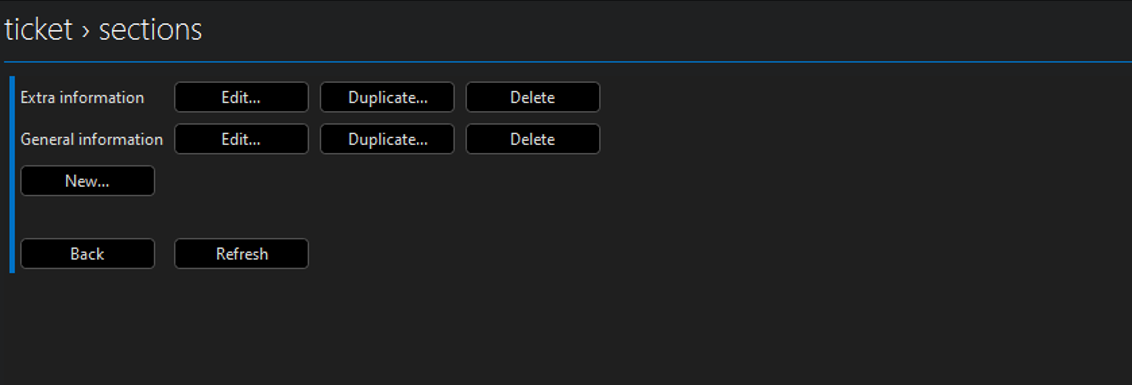 ticket › sections
Extra information Edit... Duplicate... Delete
General information Edit... Duplicate... Delete
New...
Back Refresh